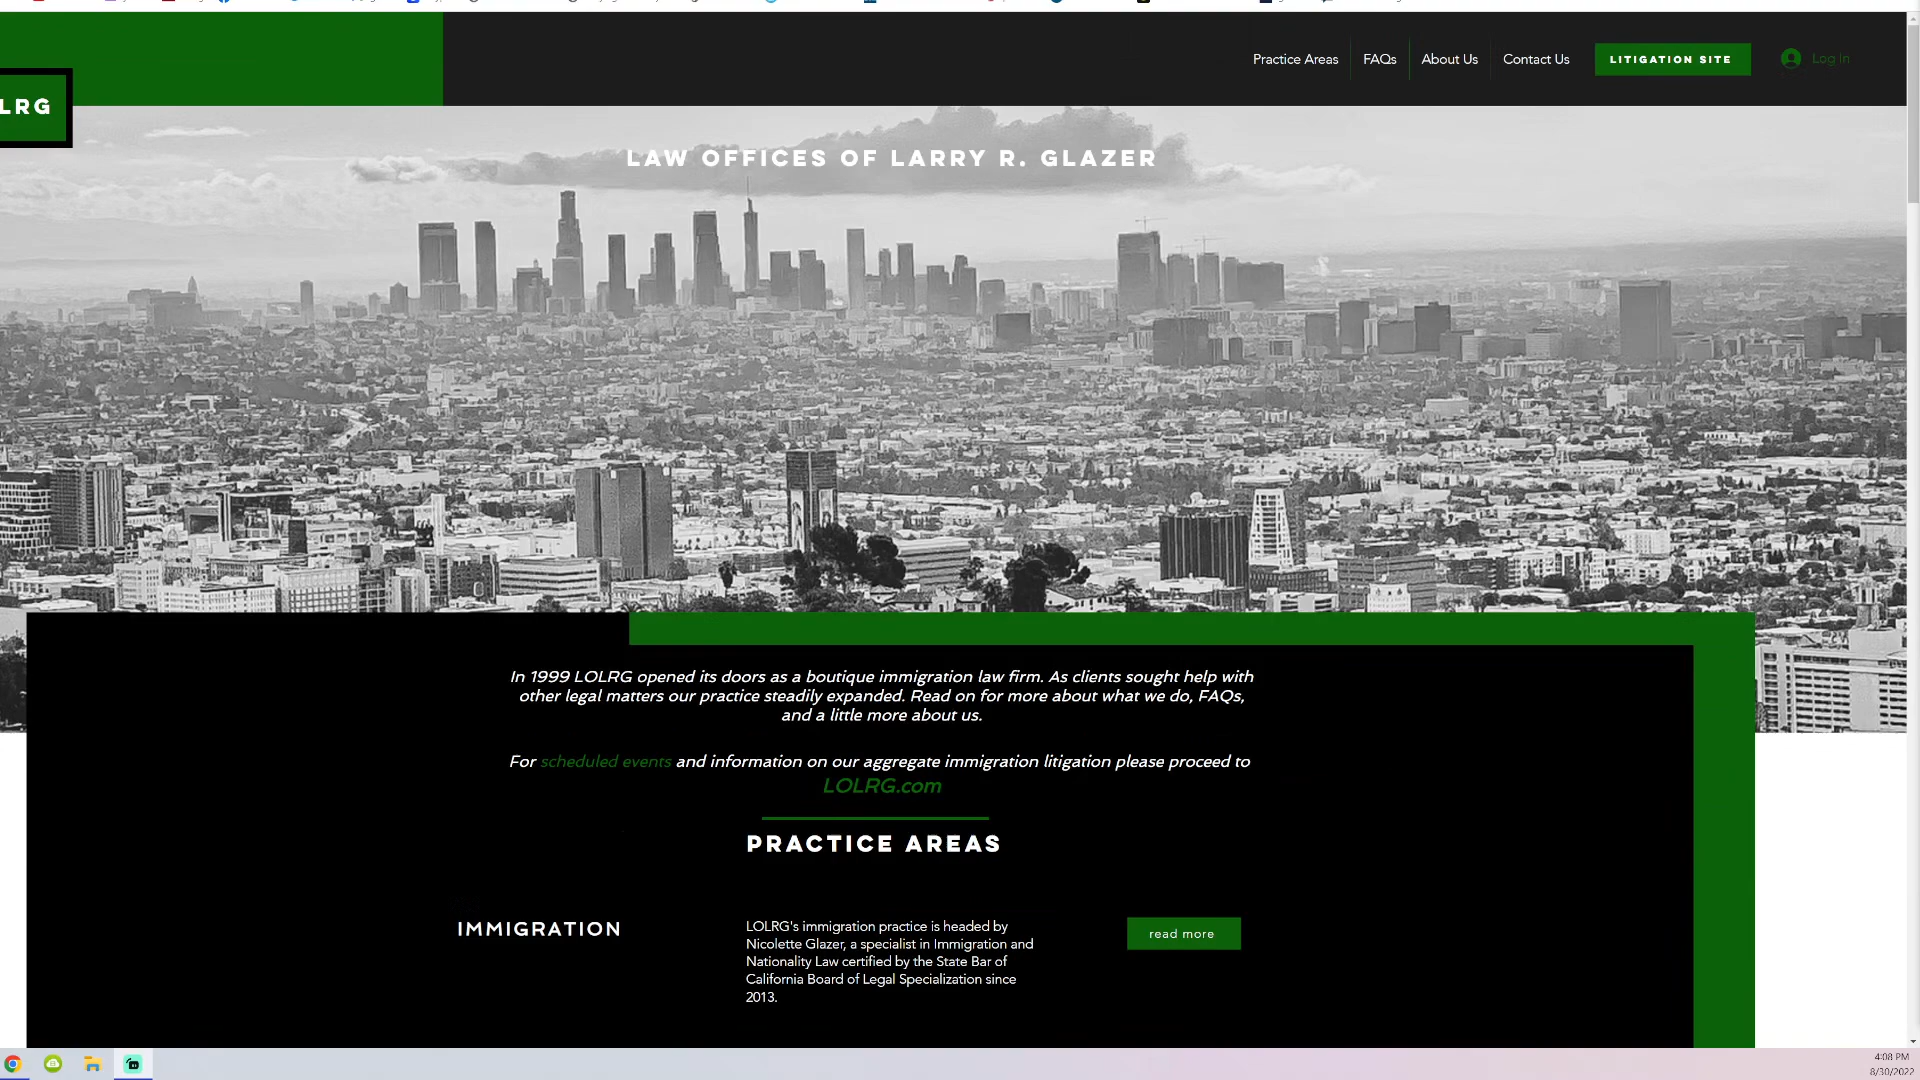 Practice Areas
FAQs
About Us
Contact Us
LITIGATION SITE
Log In
LRG
LAW OFFICES OF LARRY R. GLAZER
In 1999 LOLRG opened its doors as a boutique immigration law firm. As clients sought help with
other legal matters our practice steadily expanded. Read on for more about what we do, FAQs,
and a little more about us.
For scheduled events and information on our aggregate immigration litigation please proceed to
LOLRG.com
PRACTICE AREAS
IMMIGRATION
LOLRG's immigration practice is headed by
Nicolette Glazer, a specialist in Immigration and
Nationality Law certified by the State Bar of
California Board of Legal Specialization since
2013.
read more
4:08 PM
8/30/2022